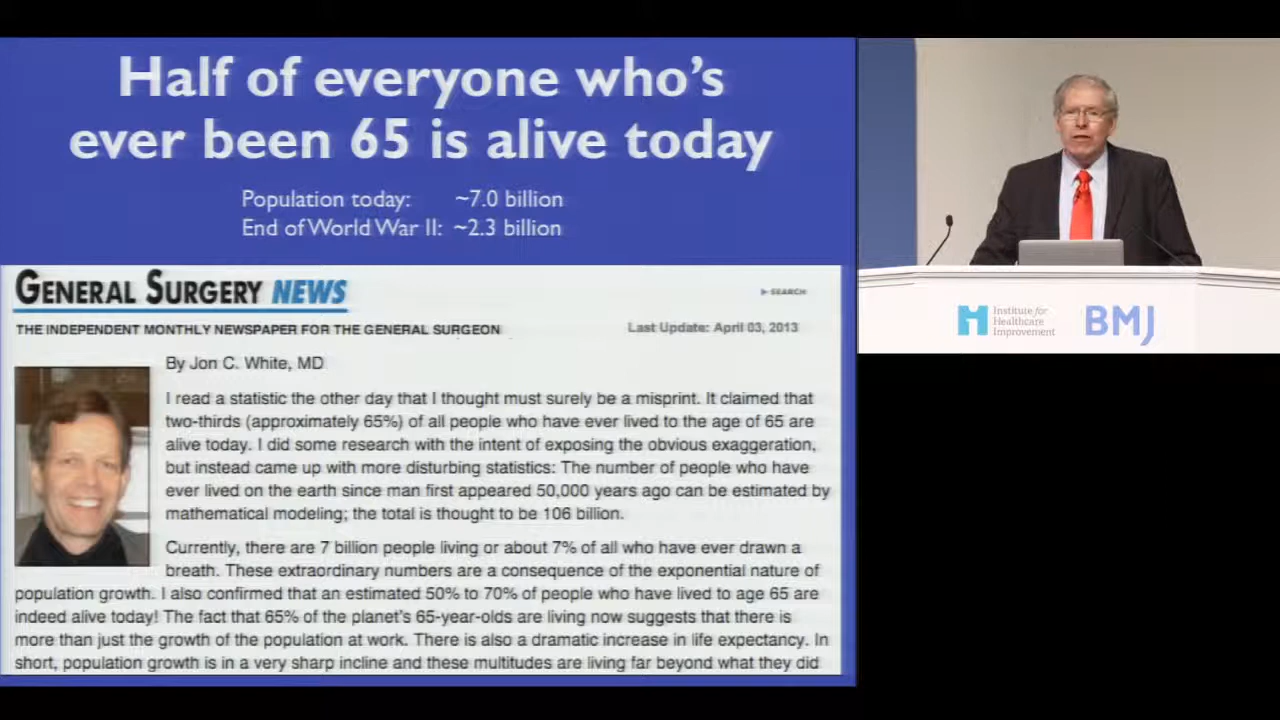 Half of everyone who's
ever been 65 is alive today
Population today: ~7.0 billion
End of World War II: ~2.3 billion
GENERAL SURGERY NEWS
SEARCH
THE INDEPENDENT MONTHLY NEWSPAPER FOR THE GENERAL SURGEON
Last Update: April 03, 2013
By Jon C. White, MD
I read a statistic the other day that I thought must surely be a misprint. It claimed that
two-thirds (approximately 65%) of all people who have ever lived to the age of 65 are
alive today. I did some research with the intent of exposing the obvious exaggeration,
but instead came up with more disturbing statistics: The number of people who have
ever lived on the earth since man first appeared 50,000 years ago can be estimated by
mathematical modeling; the total is thought to be 106 billion.
Currently, there are 7 billion people living or about 7% of all who have ever drawn a
breath. These extraordinary numbers are a consequence of the exponential nature of
population growth. I also confirmed that an estimated 50% to 70% of people who have lived to age 65 are
indeed alive today! The fact that 65% of the planet's 65-year-olds are living now suggests that there is
more than just the growth of the population at work. There is also a dramatic increase in life expectancy. In
short, population growth is in a very sharp incline and these multitudes are living far beyond what they did
Institute for
Healthcare
Improvement
BMJ